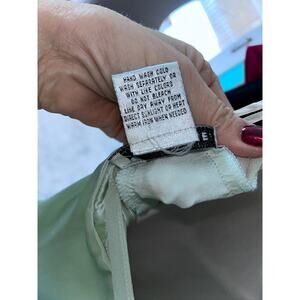 HAND WASH COLD
WASH SEPARATELY OR
WITH LIKE COLORS
DO NOT BLEACH
LINE DRY AWAY FROM
DIRECT SUNLIGHT OR HEAT
WARM IRON WHEN NEEDED
E